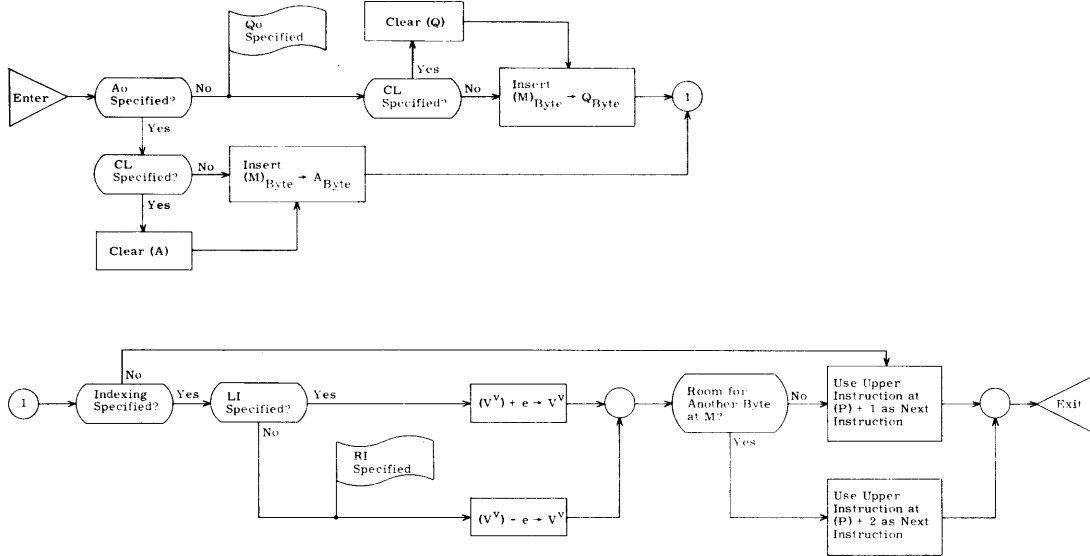 Qo
Specified
Clear (Q)
Yes
Enter
Ao
Specified?
No
CL
Specified?
No
Insert
(M)Byte → QByte
1
Yes
CL
Specified?
No
Insert
(M)Byte → AByte
Yes
Clear (A)
No
1
Indexing
Specified?
Yes
LI
Specified?
Yes
(V^v) + e → V^v
Room for
Another Byte
at M?
No
Use Upper
Instruction at
(P) + 1 as Next
Instruction
Exit
No
RI
Specified
Yes
(V^v) - e → V^v
Use Upper
Instruction at
(P) + 2 as Next
Instruction